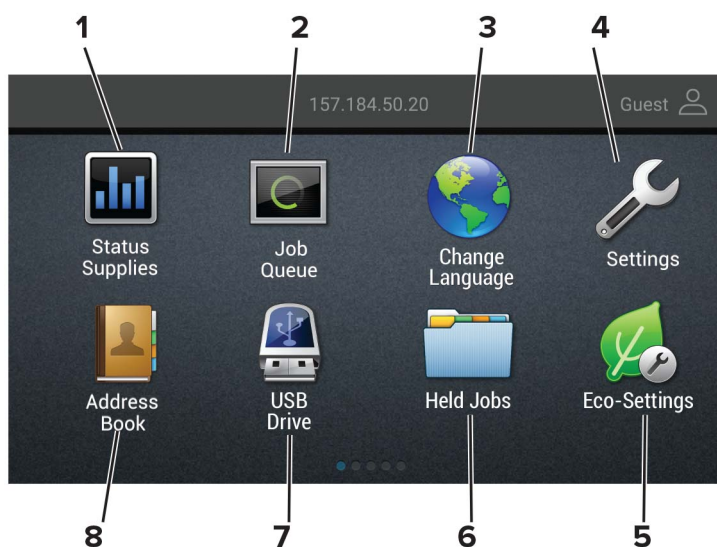 1 2 3 4
157.184.50.20 Guest
Status
Supplies
Job
Queue
Change
Language
Settings
Address
Book
USB
Drive
Held Jobs
Eco-Settings
8 7 6 5